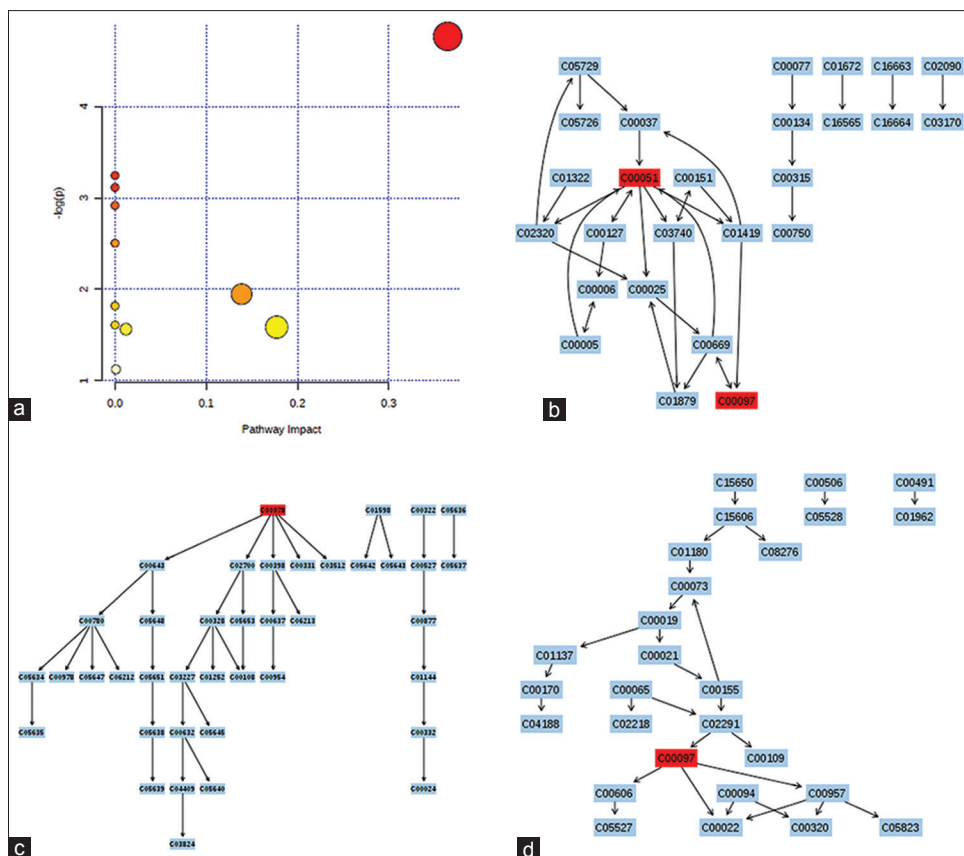 4
3
2
1
-log(p)
0.0 0.1 0.2 0.3
Pathway Impact
a
C05729 C00077 C01672 C16663 C02090
C05726 C00037 C00134 C16565 C16664 C03170
C01322 C00051 C00151 C00315
C02320 C00127 C03740 C01419 C00750
C00006 C00025
C00005 C00669
C01879 C00097
b
C00078 C01598 C00322 C05636
C00643 C02700 C00398 C00331 C03512 C05642 C05643 C00527 C05637
C00780 C05648 C00328 C05653 C00637 C06213 C00877
C05634 C00978 C05647 C06212 C05651 C03227 C01252 C00108 C00954 C01144
C05635 C05638 C00632 C05645 C00332
C05639 C04409 C05640 C00024
C03824
c
C15650 C00506 C00491
C15606 C05528 C01962
C01180 C08276
C00073
C00019
C01137 C00021
C00170 C00065 C00155
C04188 C02218 C02291
C00097 C00109
C00606 C00094 C00957
C05527 C00022 C00320 C05823
d